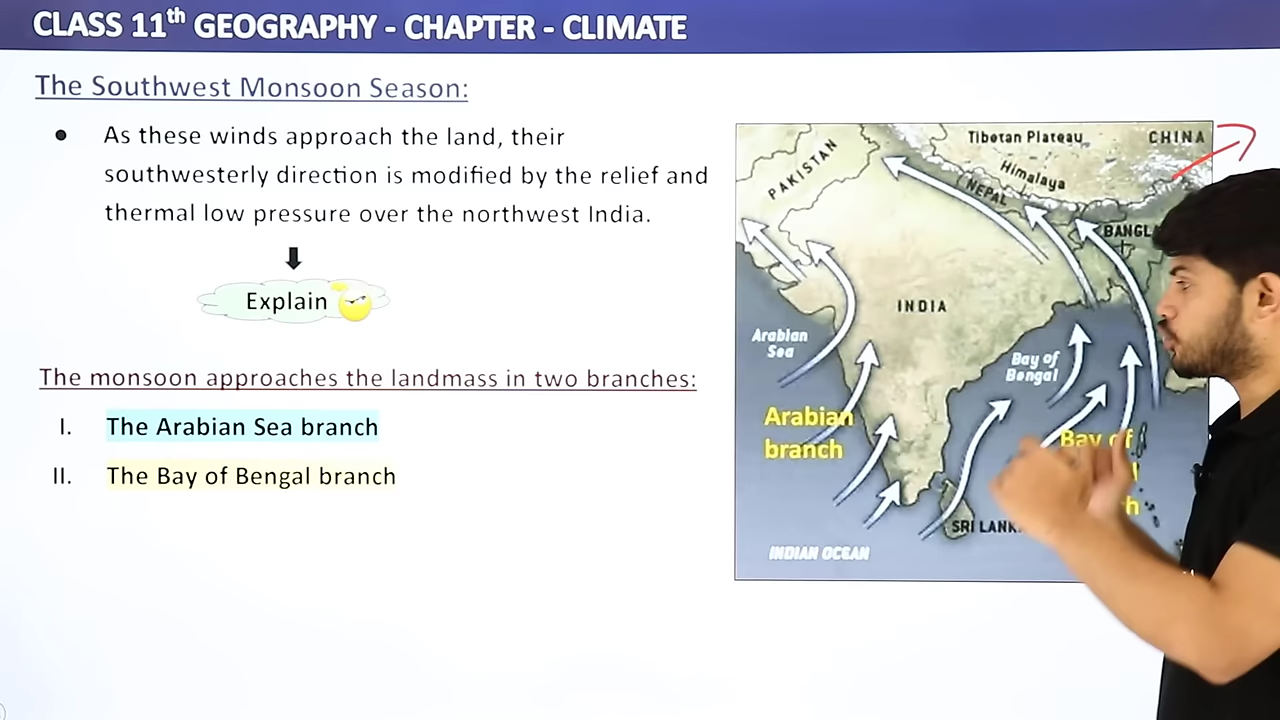 CLASS 11th GEOGRAPHY - CHAPTER - CLIMATE
The Southwest Monsoon Season:
● As these winds approach the land, their
southwesterly direction is modified by the relief and
thermal low pressure over the northwest India.
Explain
The monsoon approaches the landmass in two branches:
I. The Arabian Sea branch
II. The Bay of Bengal branch
Tibetan Plateau
CHINA
PAKISTAN
Himalaya
NEPAL
INDIA
Arabian
Sea
Bay of
Bengal
Arabian
branch
Bay of
INDIAN OCEAN